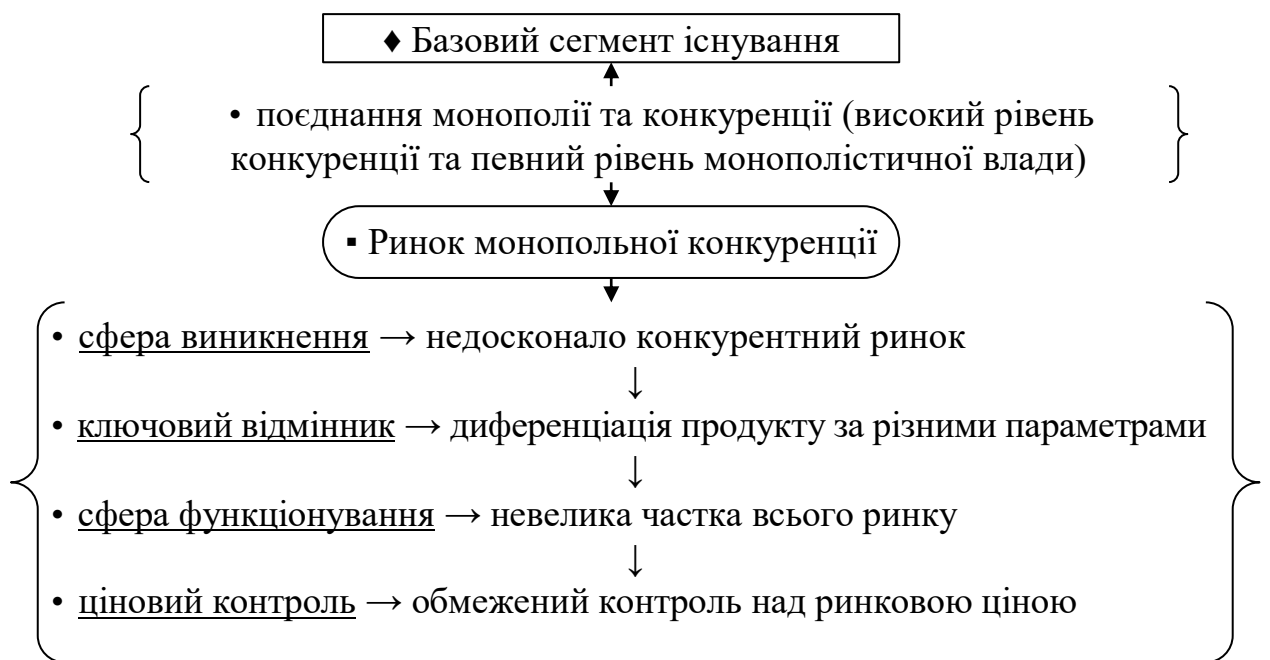 ♦ Базовий сегмент існування
• поєднання монополії та конкуренції (високий рівень
конкуренції та певний рівень монополістичної влади)
▪ Ринок монопольної конкуренції
• сфера виникнення → недосконало конкурентний ринок
↓
• ключовий відмінник → диференціація продукту за різними параметрами
↓
• сфера функціонування → невелика частка всього ринку
↓
• ціновий контроль → обмежений контроль над ринковою ціною